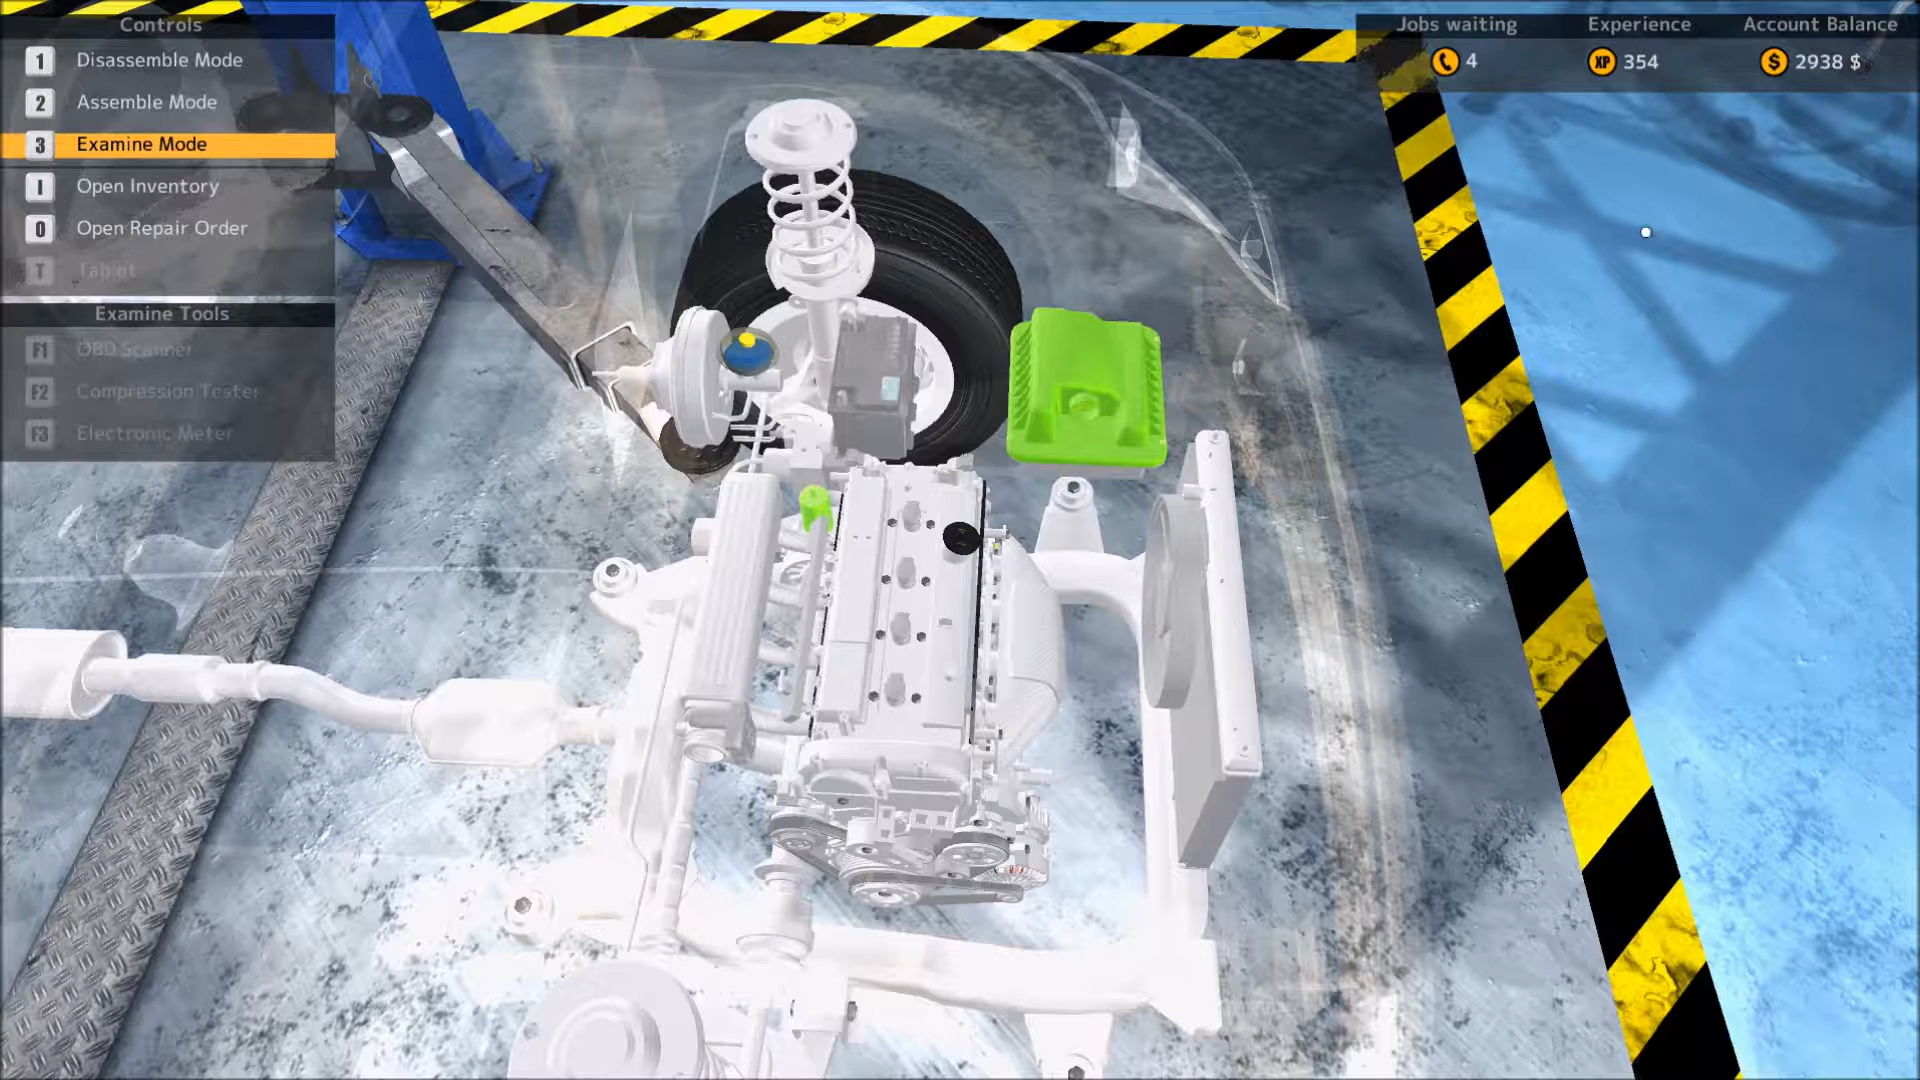 Controls
1 Disassemble Mode
2 Assemble Mode
3 Examine Mode
I Open Inventory
O Open Repair Order
T Tablet
Examine Tools
F1 OBD Scanner
F2 Compression Tester
F3 Electronic Meter
Jobs waiting Experience Account Balance
4 XP 354 $ 2938 $